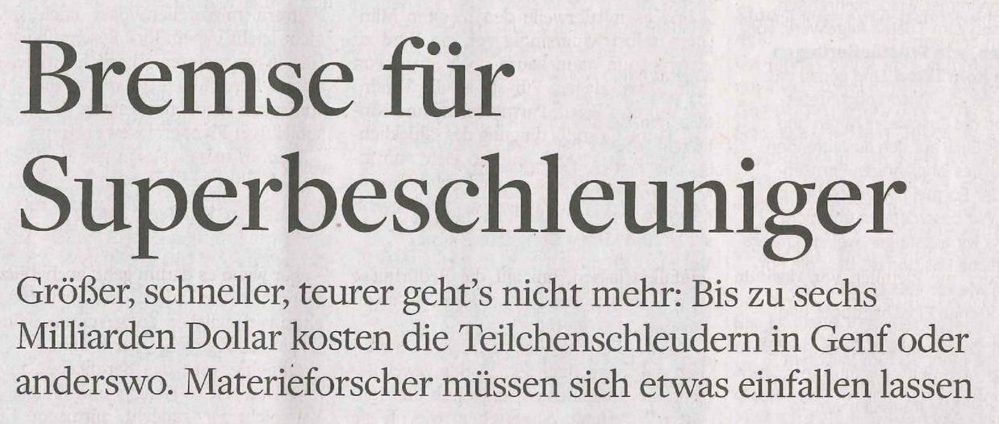 Bremse für
Superbeschleuniger
Größer, schneller, teurer geht’s nicht mehr: Bis zu sechs
Milliarden Dollar kosten die Teilchenschleudern in Genf oder
anderswo. Materieforscher müssen sich etwas einfallen lassen